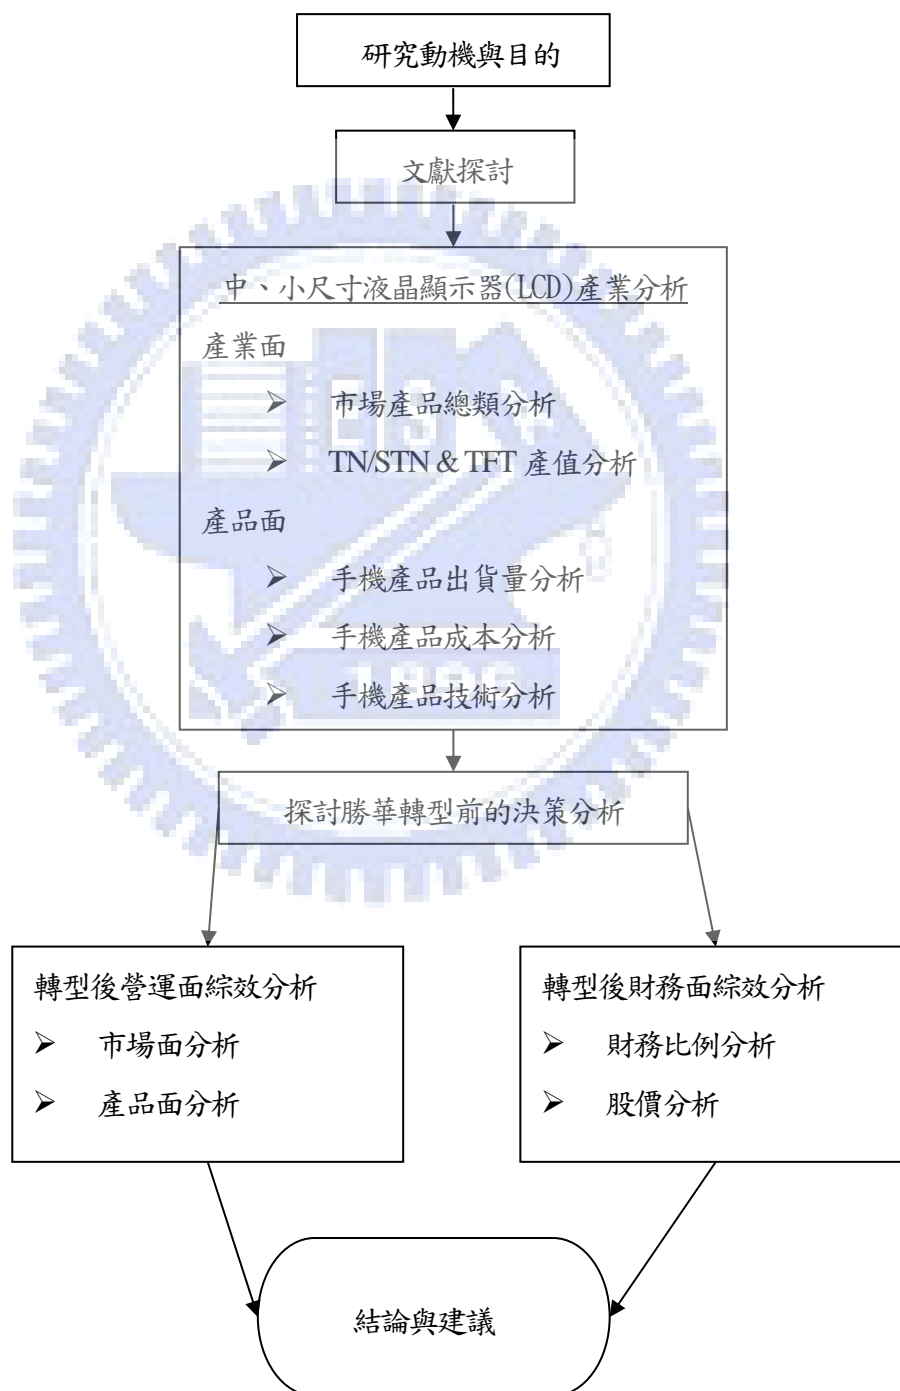 研究動機與目的
文獻探討
中、小尺寸液晶顯示器(LCD)產業分析
產業面
➢ 市場產品總類分析
➢ TN/STN & TFT 產值分析
產品面
➢ 手機產品出貨量分析
➢ 手機產品成本分析
➢ 手機產品技術分析
探討勝華轉型前的決策分析
轉型後營運面綜效分析
➢ 市場面分析
➢ 產品面分析
轉型後財務面綜效分析
➢ 財務比例分析
➢ 股價分析
結論與建議